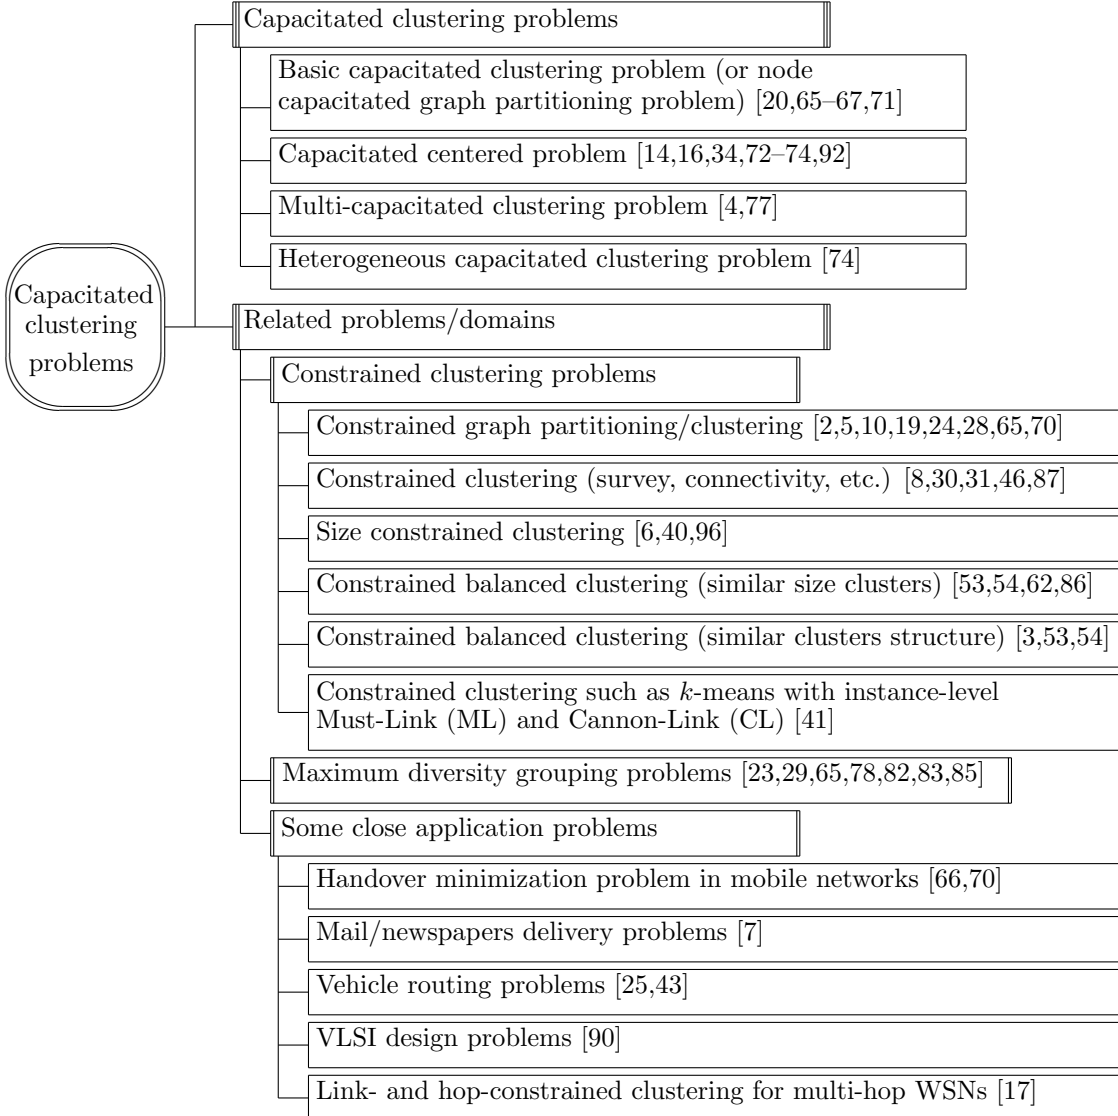 Capacitated clustering problems
Basic capacitated clustering problem (or node
capacitated graph partitioning problem) [20,65–67,71]
Capacitated centered problem [14,16,34,72–74,92]
Multi-capacitated clustering problem [4,77]
Heterogeneous capacitated clustering problem [74]
Capacitated
clustering
problems
Related problems/domains
Constrained clustering problems
Constrained graph partitioning/clustering [2,5,10,19,24,28,65,70]
Constrained clustering (survey, connectivity, etc.) [8,30,31,46,87]
Size constrained clustering [6,40,96]
Constrained balanced clustering (similar size clusters) [53,54,62,86]
Constrained balanced clustering (similar clusters structure) [3,53,54]
Constrained clustering such as k-means with instance-level
Must-Link (ML) and Cannon-Link (CL) [41]
Maximum diversity grouping problems [23,29,65,78,82,83,85]
Some close application problems
Handover minimization problem in mobile networks [66,70]
Mail/newspapers delivery problems [7]
Vehicle routing problems [25,43]
VLSI design problems [90]
Link- and hop-constrained clustering for multi-hop WSNs [17]